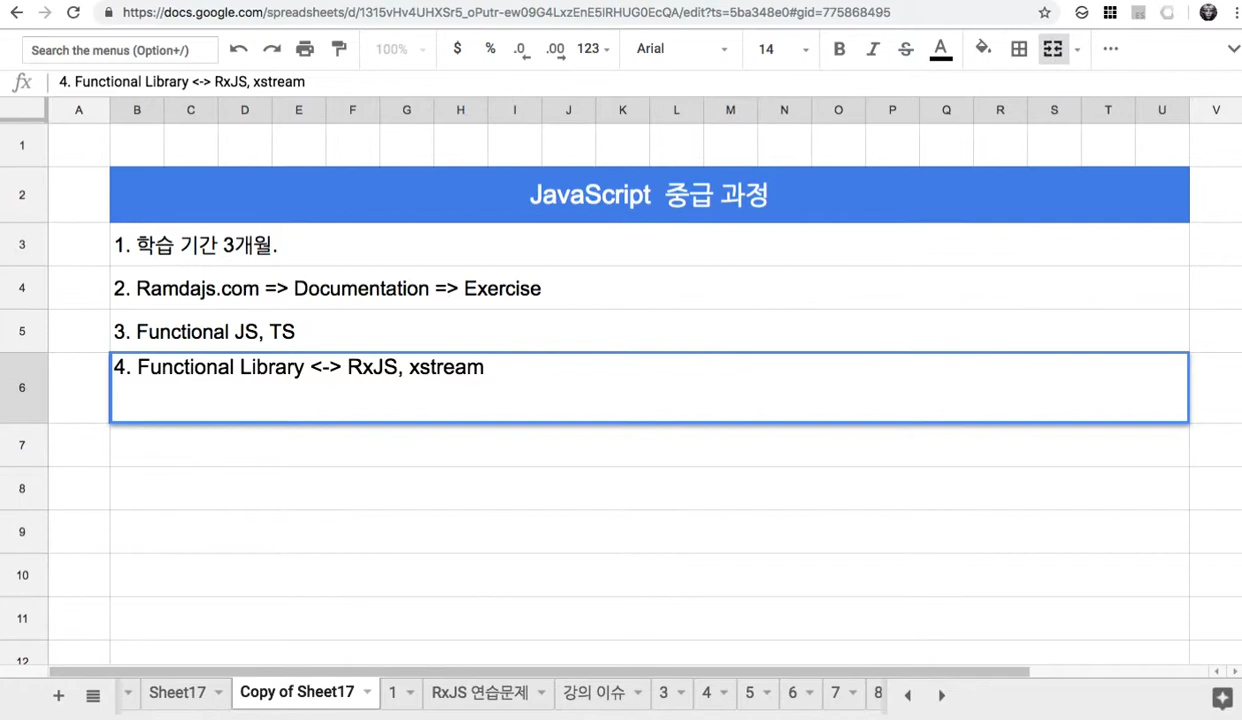 https://docs.google.com/spreadsheets/d/1315vHv4UHXSr5_oPutr-ew09G4LxzEnE5lRHUG0EcQA/edit?ts=5ba348e0#gid=775868495
Search the menus (Option+/) 100% $ % .0 .00 123 Arial 14 B I S A
fx 4. Functional Library <-> RxJS, xstream
A B C D E F G H I J K L M N O P Q R S T U V
1
2 JavaScript 중급 과정
3 1. 학습 기간 3개월.
4 2. Ramdajs.com => Documentation => Exercise
5 3. Functional JS, TS
6 4. Functional Library <-> RxJS, xstream
7
8
9
10
11
12
Sheet17 Copy of Sheet17 1 RxJS 연습문제 강의 이슈 3 4 5 6 7 8